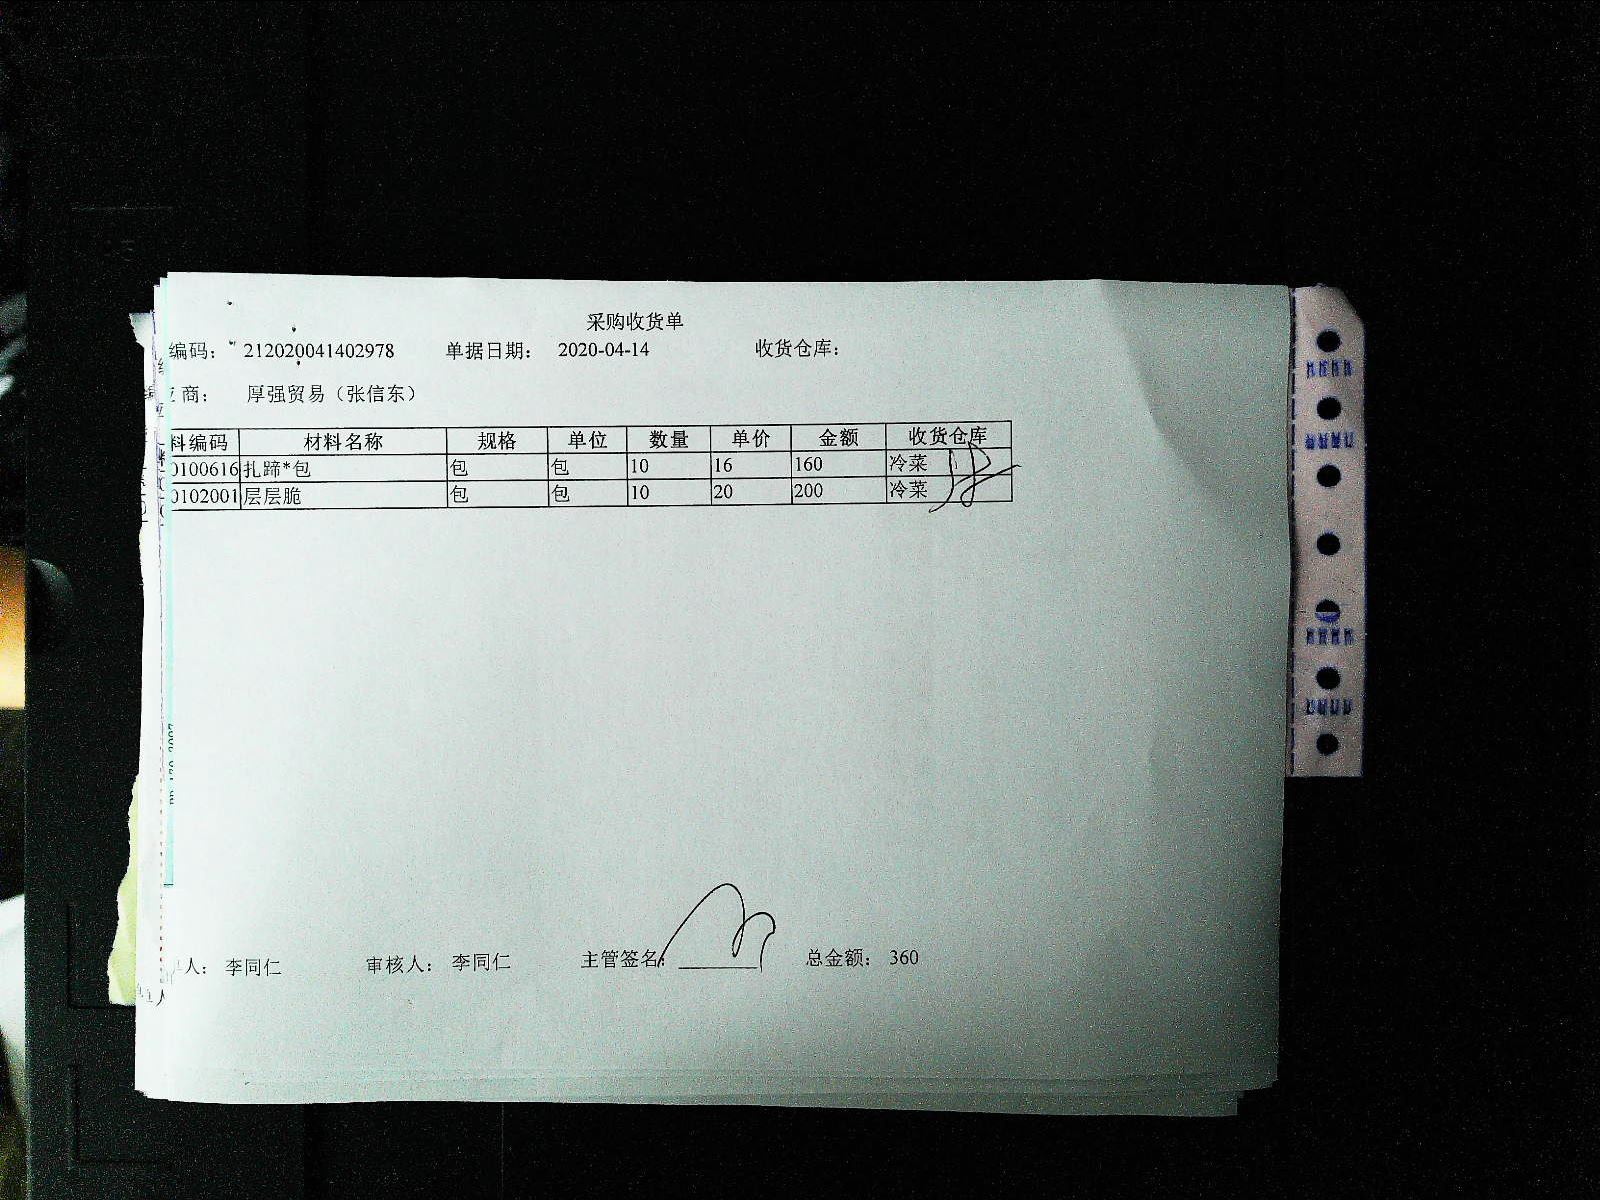 采购收货单
编码: 212020041402978 单据日期: 2020-04-14 收货仓库:
应商: 厚强贸易（张信东）
料编码 材料名称 规格 单位 数量 单价 金额 收货仓库
0100616 扎蹄*包 包 包 10 16 160 冷菜
0102001 层层脆 包 包 10 20 200 冷菜
人: 李同仁 审核人: 李同仁 主管签名: 总金额: 360